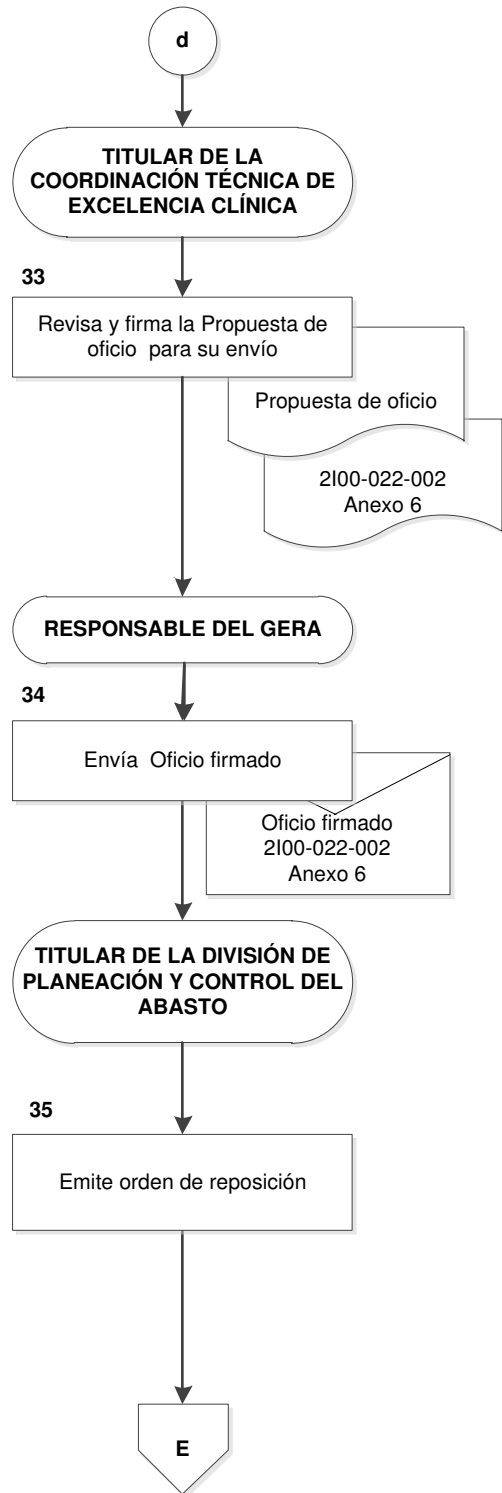 d
TITULAR DE LA
COORDINACIÓN TÉCNICA DE
EXCELENCIA CLÍNICA
33
Revisa y firma la Propuesta de
oficio para su envío
Propuesta de oficio
2I00-022-002
Anexo 6
RESPONSABLE DEL GERA
34
Envía Oficio firmado
Oficio firmado
2I00-022-002
Anexo 6
TITULAR DE LA DIVISIÓN DE
PLANEACIÓN Y CONTROL DEL
ABASTO
35
Emite orden de reposición
E